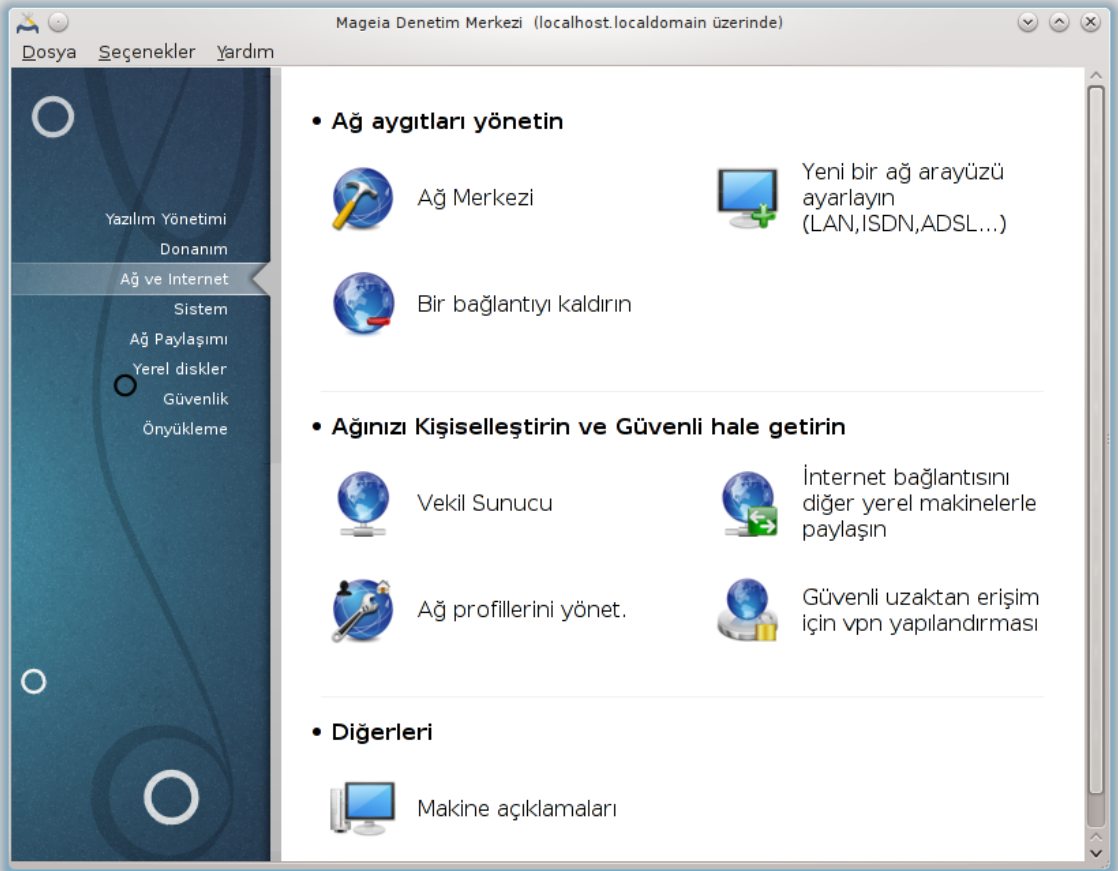 Mageia Denetim Merkezi (localhost.localdomain üzerinde)
Dosya Seçenekler Yardım
Yazılım Yönetimi
Donanım
Ağ ve Internet
Sistem
Ağ Paylaşımı
Yerel diskler
Güvenlik
Önyükleme
• Ağ aygıtları yönetin
Ağ Merkezi
Yeni bir ağ arayüzü
ayarlayın
(LAN,ISDN,ADSL...)
Bir bağlantıyı kaldırın
• Ağınızı Kişiselleştirin ve Güvenli hale getirin
Vekil Sunucu
İnternet bağlantısını
diğer yerel makinelerle
paylaşın
Ağ profillerini yönet.
Güvenli uzaktan erişim
için vpn yapılandırması
• Diğerleri
Makine açıklamaları